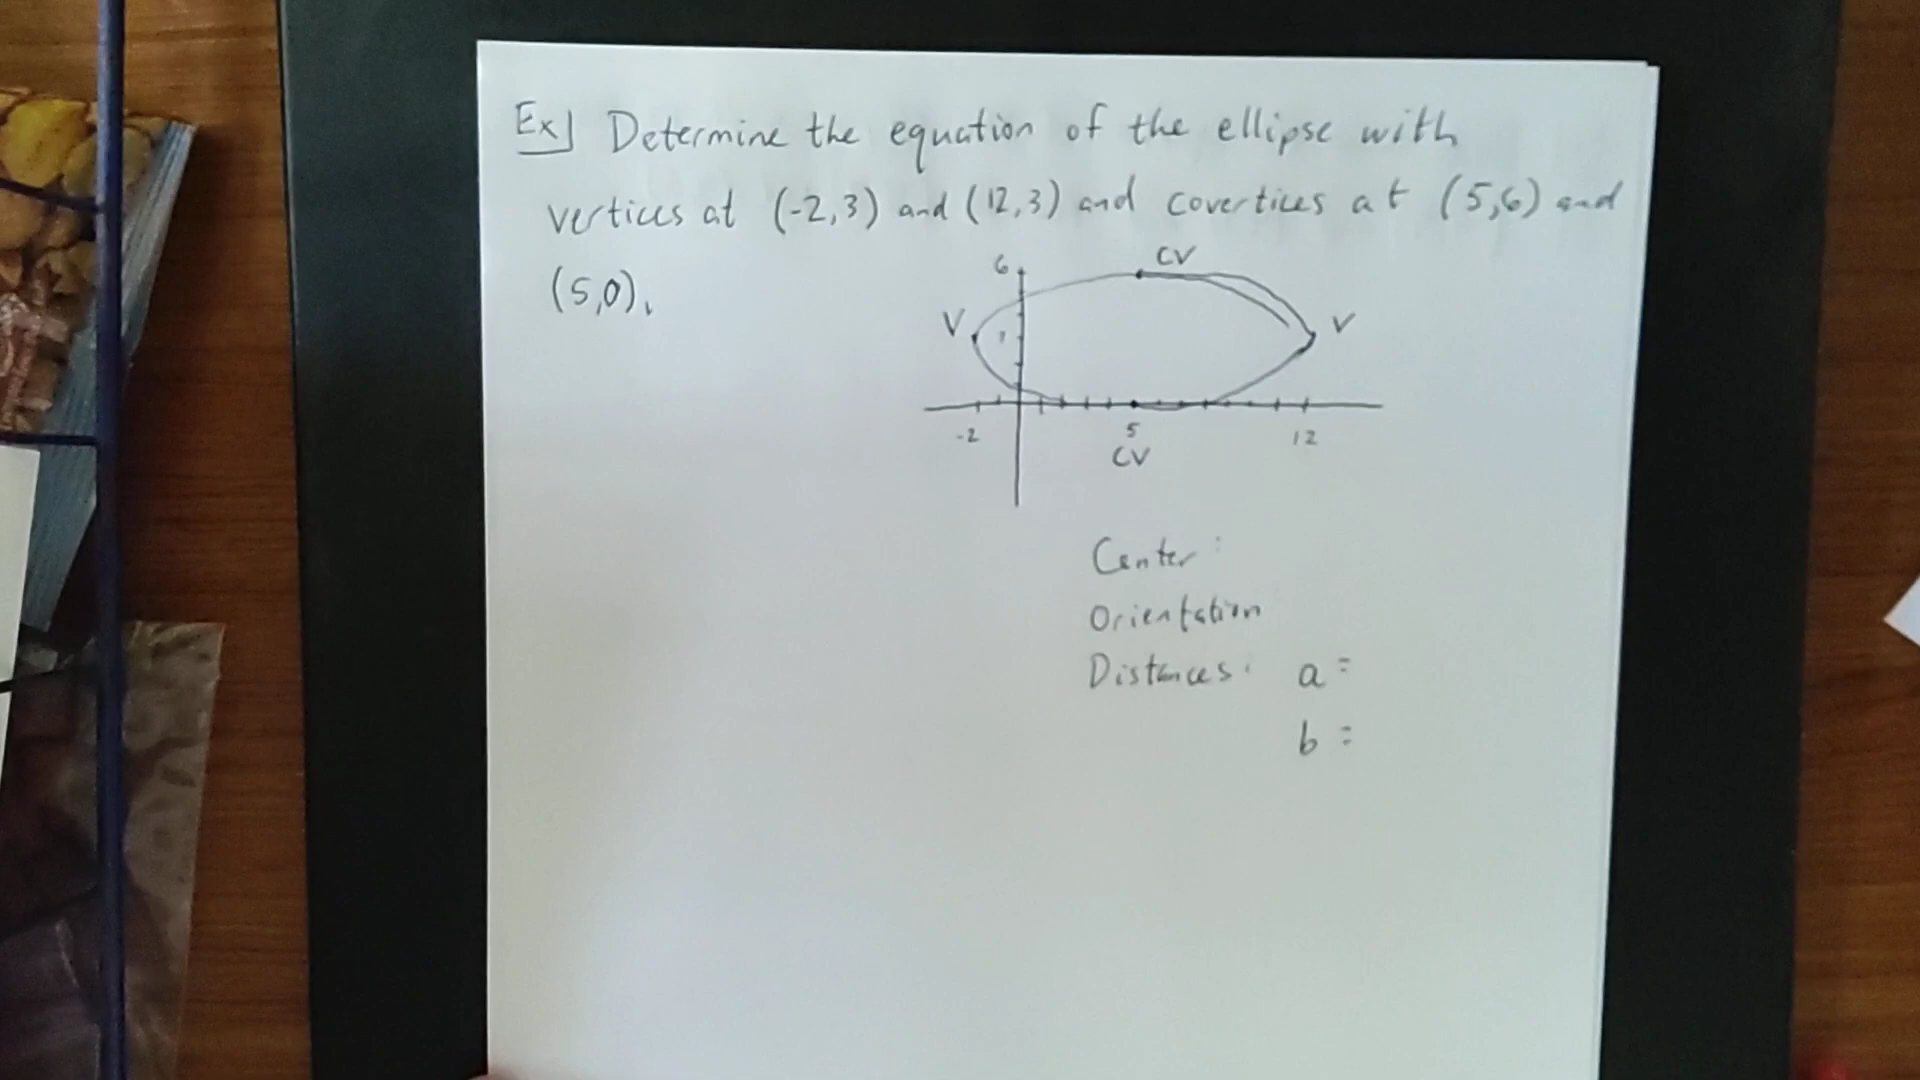 Ex] Determine the equation of the ellipse with
vertices at (-2,3) and (12,3) and covertices at (5,6) and
(5,0).
6
CV
V
V
-2
5
12
CV
Center:
Orientation
Distances: a =
b =